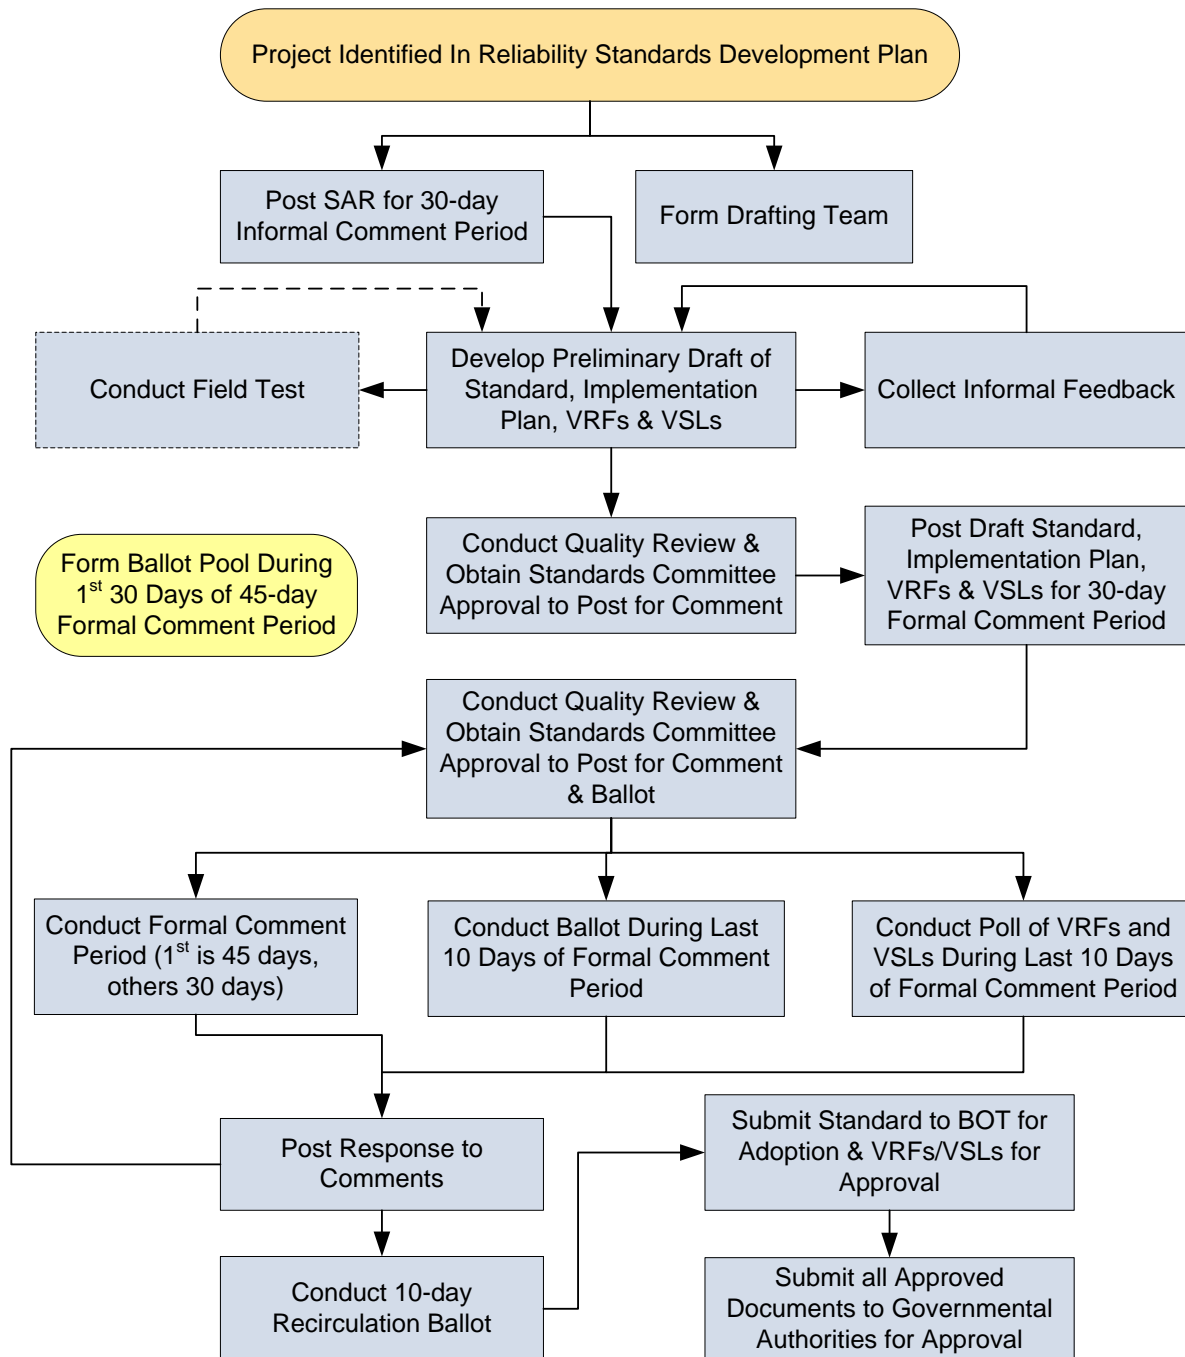 Project Identified In Reliability Standards Development Plan
Post SAR for 30-day
Informal Comment Period
Form Drafting Team
Conduct Field Test
Develop Preliminary Draft of
Standard, Implementation
Plan, VRFs & VSLs
Collect Informal Feedback
Form Ballot Pool During
1st 30 Days of 45-day
Formal Comment Period
Conduct Quality Review &
Obtain Standards Committee
Approval to Post for Comment
Post Draft Standard,
Implementation Plan,
VRFs & VSLs for 30-day
Formal Comment Period
Conduct Quality Review &
Obtain Standards Committee
Approval to Post for Comment
& Ballot
Conduct Formal Comment
Period (1st is 45 days,
others 30 days)
Conduct Ballot During Last
10 Days of Formal Comment
Period
Conduct Poll of VRFs and
VSLs During Last 10 Days
of Formal Comment Period
Post Response to
Comments
Submit Standard to BOT for
Adoption & VRFs/VSLs for
Approval
Conduct 10-day
Recirculation Ballot
Submit all Approved
Documents to Governmental
Authorities for Approval